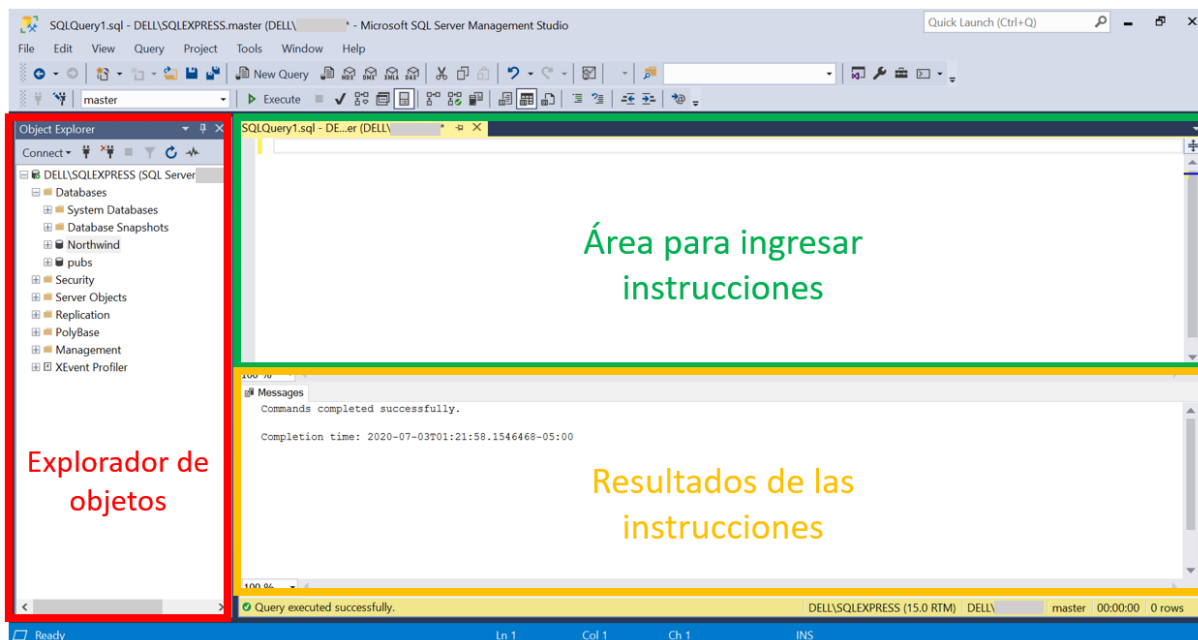 SQLQuery1.sql - DELL\SQLEXPRESS.master (DELL\ * - Microsoft SQL Server Management Studio
Quick Launch (Ctrl+Q)
File Edit View Query Project Tools Window Help
New Query MDX DMX XMLA DAX
master Execute
Object Explorer
SQLQuery1.sql - DE...er (DELL\ *
Connect
DELL\SQLEXPRESS (SQL Server
Databases
System Databases
Database Snapshots
Northwind
pubs
Security
Server Objects
Replication
PolyBase
Management
XEvent Profiler
Explorador de
objetos
Área para ingresar
instrucciones
100 %
Messages
Commands completed successfully.
Completion time: 2020-07-03T01:21:58.1546468-05:00
Resultados de las
instrucciones
100 %
Query executed successfully. DELL\SQLEXPRESS (15.0 RTM) DELL\ master 00:00:00 0 rows
Ready Ln 1 Col 1 Ch 1 INS